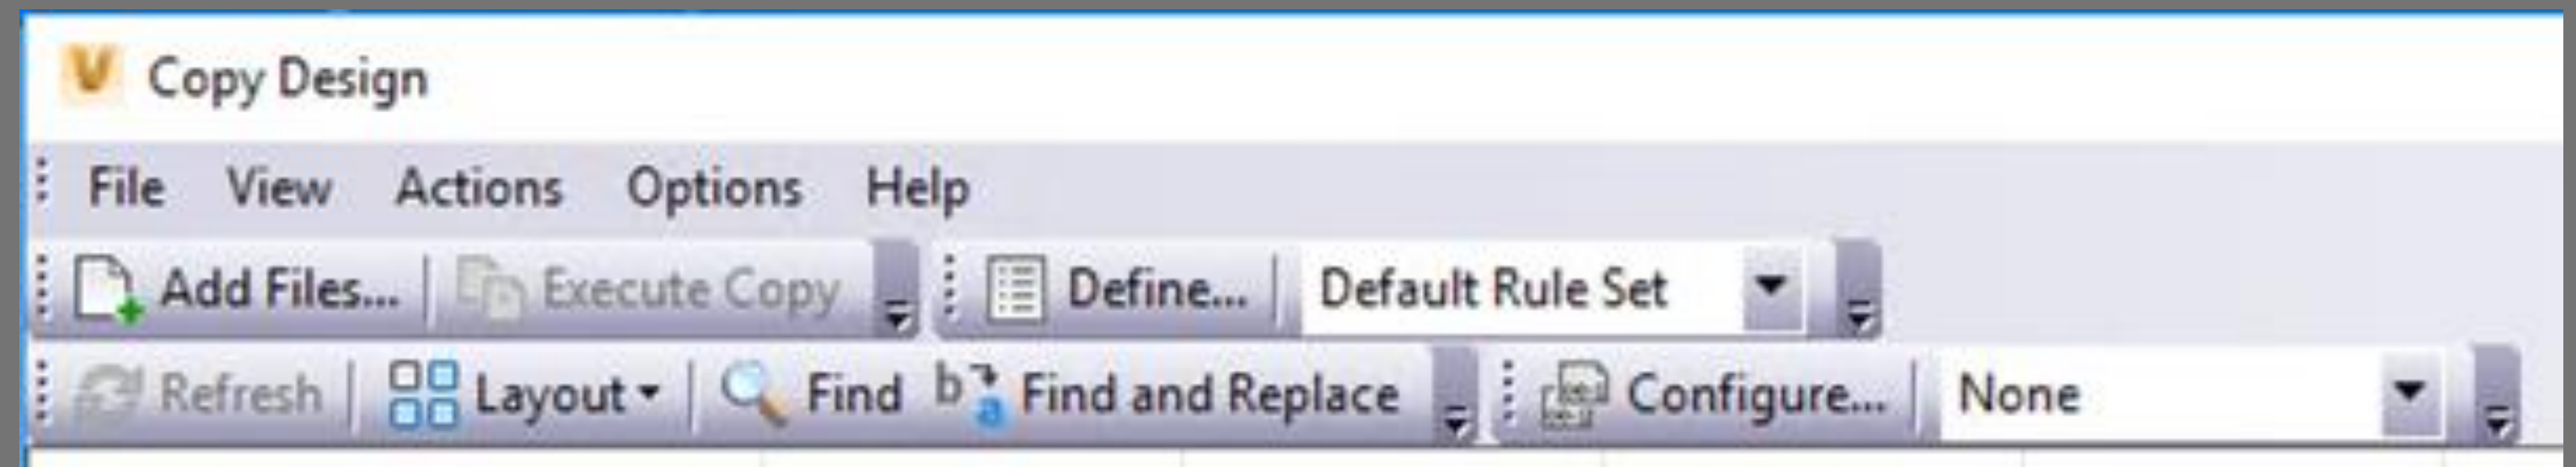 Copy Design
File View Actions Options Help
Add Files... Execute Copy Define... Default Rule Set
Refresh Layout Find Find and Replace Configure... None